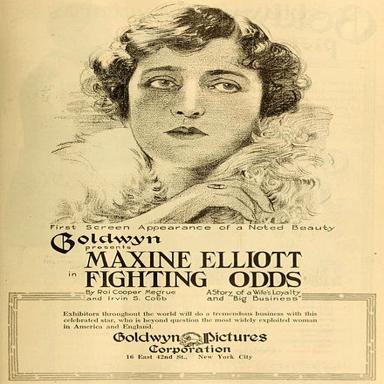 First Screen Appearance of a Noted Beauty
Goldwyn
presents
MAXINE ELLIOTT
in FIGHTING ODDS
By Roi Cooper Megrue
and Irvin S. Cobb
A Story of a Wife's Loyalty
and "Big Business"
Exhibitors throughout the world will do a tremendous business with this
celebrated star, who is beyond question the most widely exploited woman
in America and England.
Goldwyn Pictures
Corporation
16 East 42nd St., New York City